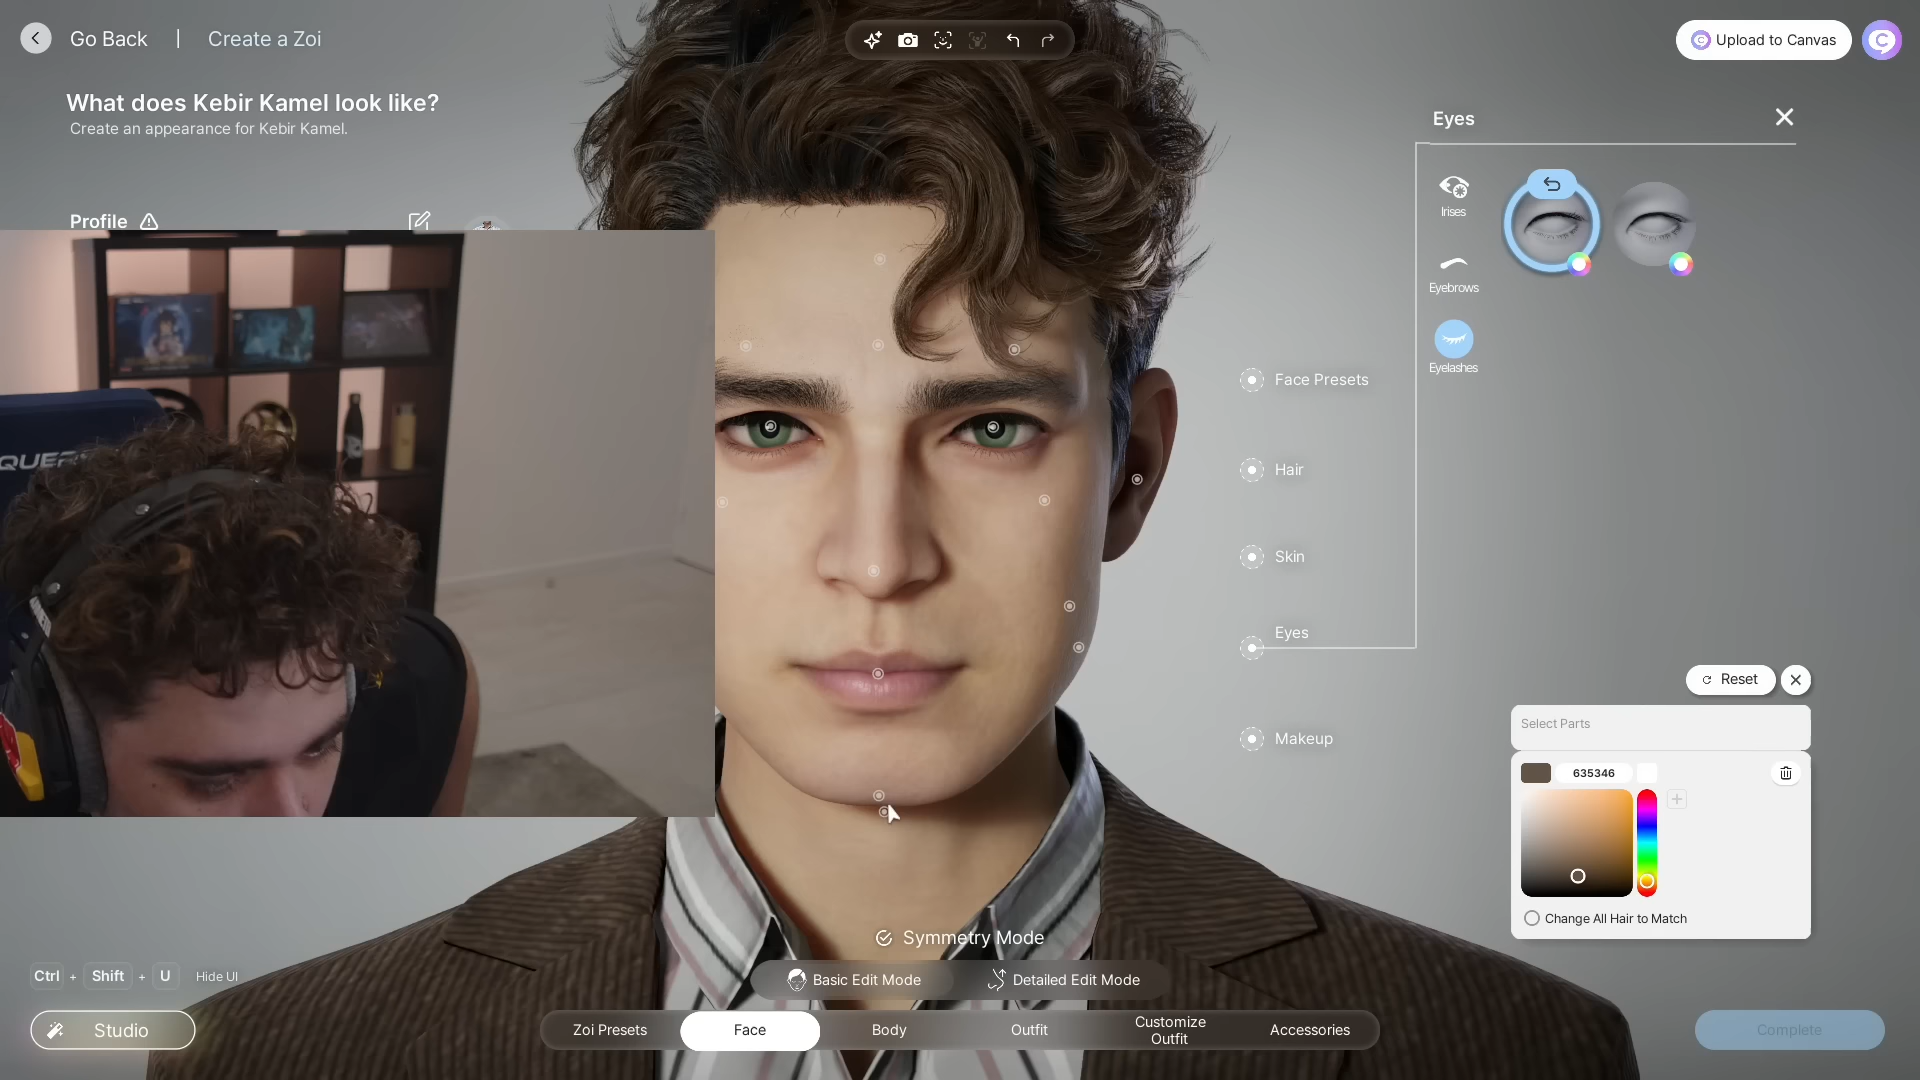 Go Back | Create a Zoi
Upload to Canvas
What does Kebir Kamel look like?
Create an appearance for Kebir Kamel.
Profile
Eyes
Irises
Eyebrows
Eyelashes
Face Presets
Hair
Skin
Eyes
Makeup
Reset
Select Parts
635346
Change All Hair to Match
Symmetry Mode
Basic Edit Mode
Detailed Edit Mode
Ctrl + Shift + U Hide UI
Studio
Zoi Presets
Face
Body
Outfit
Customize
Outfit
Accessories
Complete